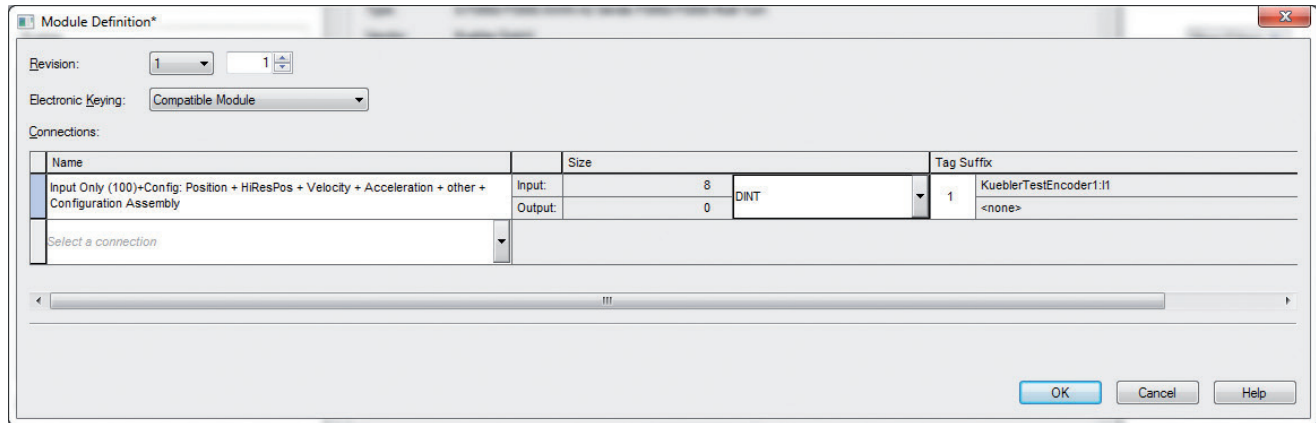 Module Definition*
Revision: 1 1
Electronic Keying: Compatible Module
Connections:
Name Size Tag Suffix
Input Only (100)+Config: Position + HiResPos + Velocity + Acceleration + other +
Configuration Assembly
Input: 8 DINT 1 KueblerTestEncoder1:I1
Output: 0 <none>
Select a connection
OK Cancel Help